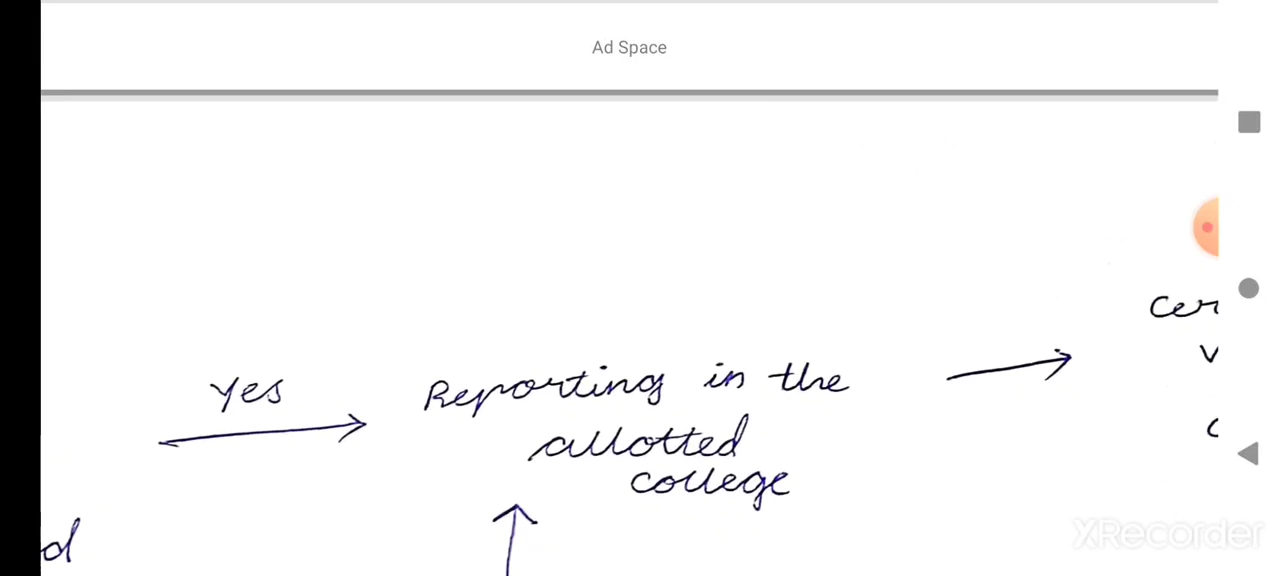 Ad Space
Yes
Reporting in the
allotted
college
XRecorder